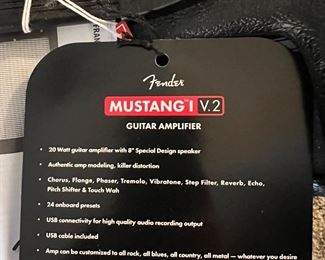 FRAN
Fender
MUSTANG™ I V.2
GUITAR AMPLIFIER
• 20 Watt guitar amplifier with 8" Special Design speaker
• Authentic amp modeling, killer distortion
• Chorus, Flange, Phaser, Tremolo, Vibratone, Step Filter, Reverb, Echo,
Pitch Shifter & Touch Wah
• 24 onboard presets
• USB connectivity for high quality audio recording output
• USB cable included
• Amp can be customized to all rock, all blues, all country, all metal — whatever you desire